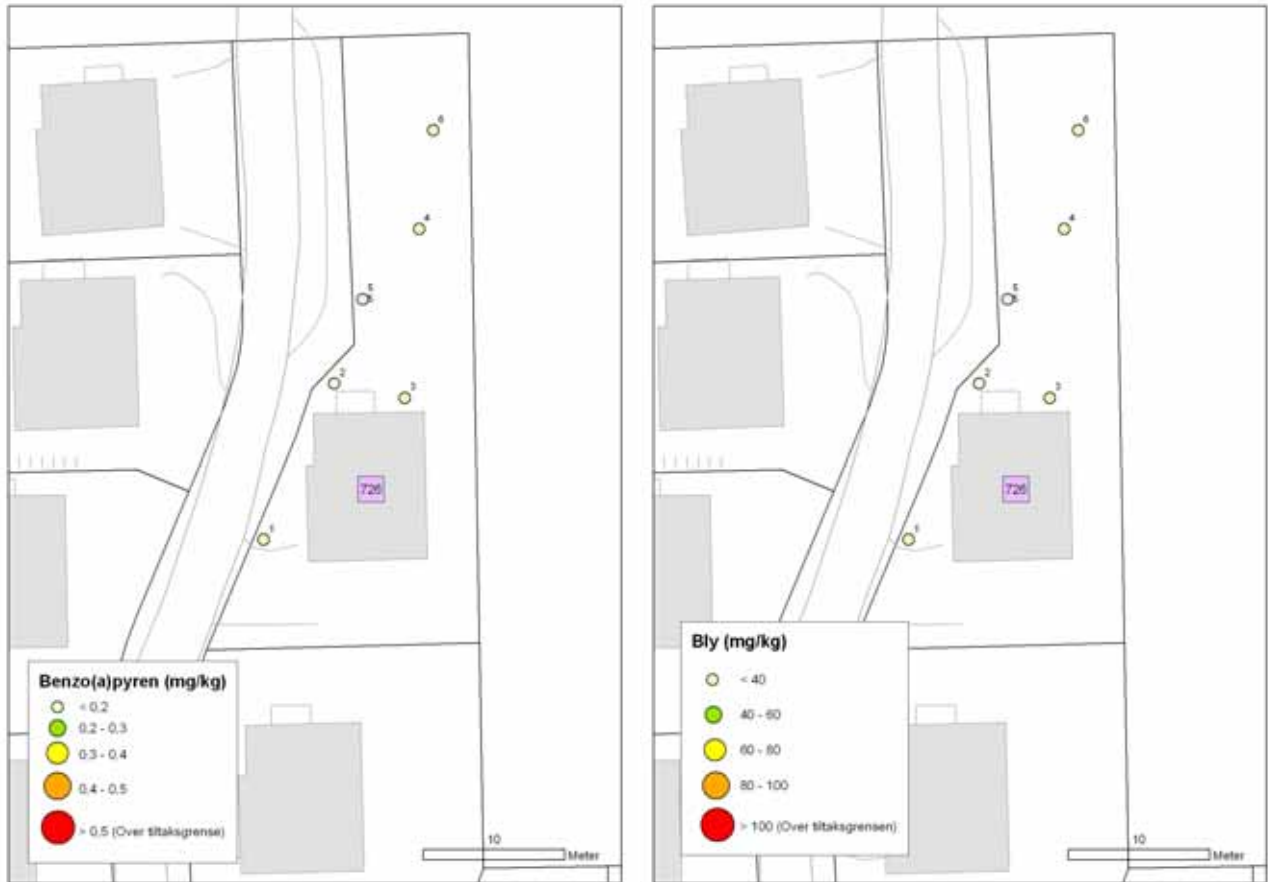 6
4
5
2
3
726
1
Benzo(a)pyren (mg/kg)
< 0,2
0,2 - 0,3
0,3 - 0,4
0,4 - 0,5
> 0,5 (Over tiltaksgrense)
10
Meter
6
4
5
2
3
726
1
Bly (mg/kg)
< 40
40 - 60
60 - 80
80 - 100
> 100 (Over tiltaksgrensen)
10
Meter